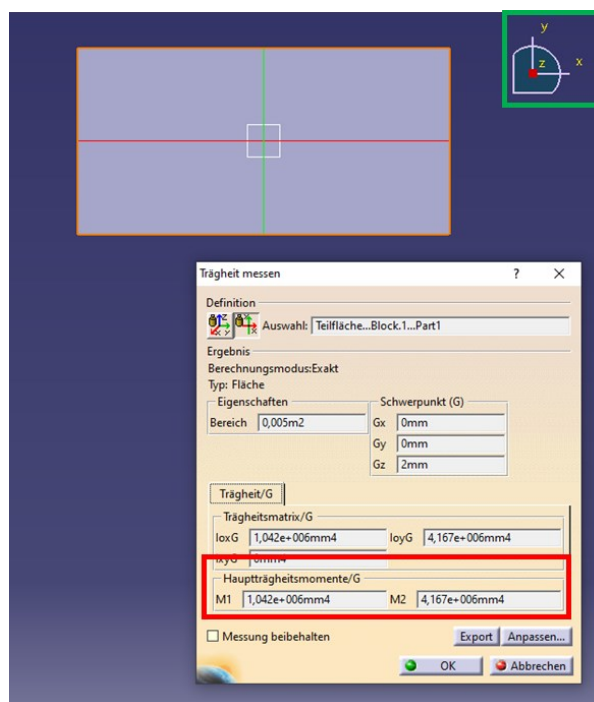 y
z x
Trägheit messen ? X
Definition
Auswahl: Teilfläche...Block.1...Part1
Ergebnis
Berechnungsmodus:Exakt
Typ: Fläche
Eigenschaften Schwerpunkt (G)
Bereich 0,005m2 Gx 0mm
Gy 0mm
Gz 2mm
Trägheit/G
Trägheitsmatrix/G
IoxG 1,042e+006mm4 IoyG 4,167e+006mm4
IxyG 0mm4
Hauptträgheitsmomente/G
M1 1,042e+006mm4 M2 4,167e+006mm4
Messung beibehalten Export Anpassen...
OK Abbrechen